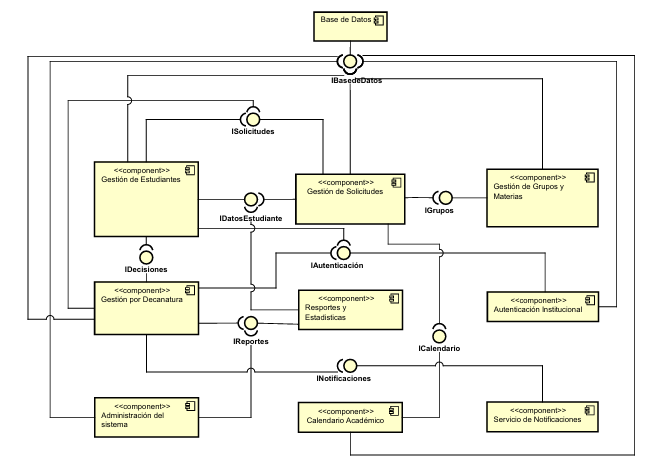 Base de Datos
IBasedeDatos
ISolicitudes
<<component>>
Gestión de Estudiantes
<<component>>
Gestión de Solicitudes
<<component>>
Gestión de Grupos y
Materias
IDatosEstudiante
IGrupos
IDecisiones
IAutenticación
<<component>>
Gestión por Decanatura
<<component>>
Resportes y
Estadisticas
<<component>>
Autenticación Institucional
IReportes
ICalendario
INotificaciones
<<component>>
Administración del
sistema
<<component>>
Calendario Académico
<<component>>
Servicio de Notificaciones